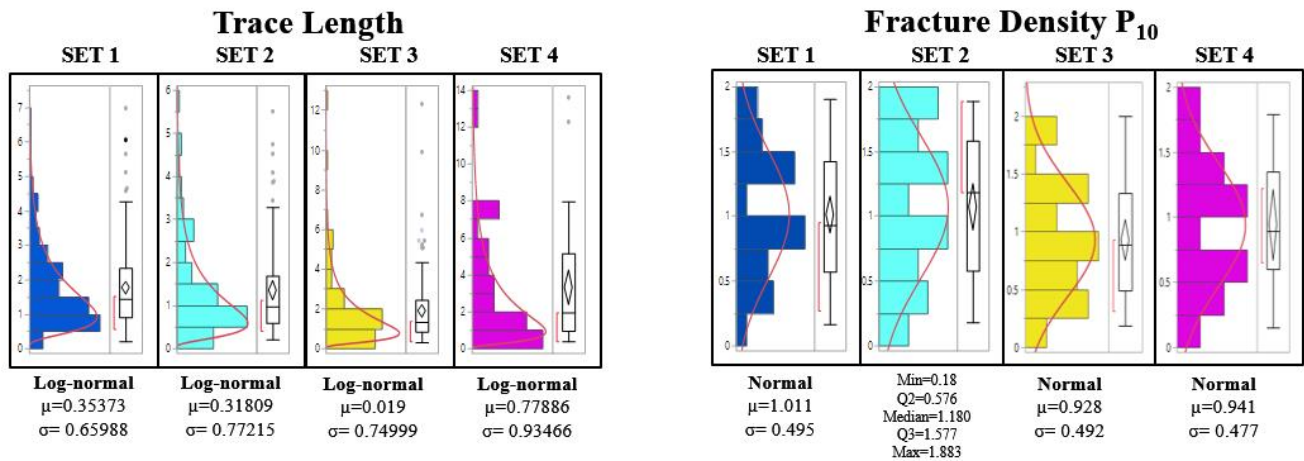 Trace Length
SET 1 SET 2 SET 3 SET 4
7
6
5
4
3
2
1
0
6
5
4
3
2
1
0
12
10
8
6
5
4
3
2
1
0
14
12
10
8
7
6
5
4
3
2
1
0
Log-normal
μ=0.35373
σ= 0.65988
Log-normal
μ=0.31809
σ= 0.77215
Log-normal
μ=0.019
σ= 0.74999
Log-normal
μ=0.77886
σ= 0.93466
Fracture Density P₁₀
SET 1 SET 2 SET 3 SET 4
2
1.5
1
0.5
0
2
1.5
1
0.5
0
2
1.5
1
0.5
0
2
1.5
1
0.5
0
Normal
μ=1.011
σ= 0.495
Min=0.18
Q2=0.576
Median=1.180
Q3=1.577
Max=1.883
Normal
μ=0.928
σ= 0.492
Normal
μ=0.941
σ= 0.477